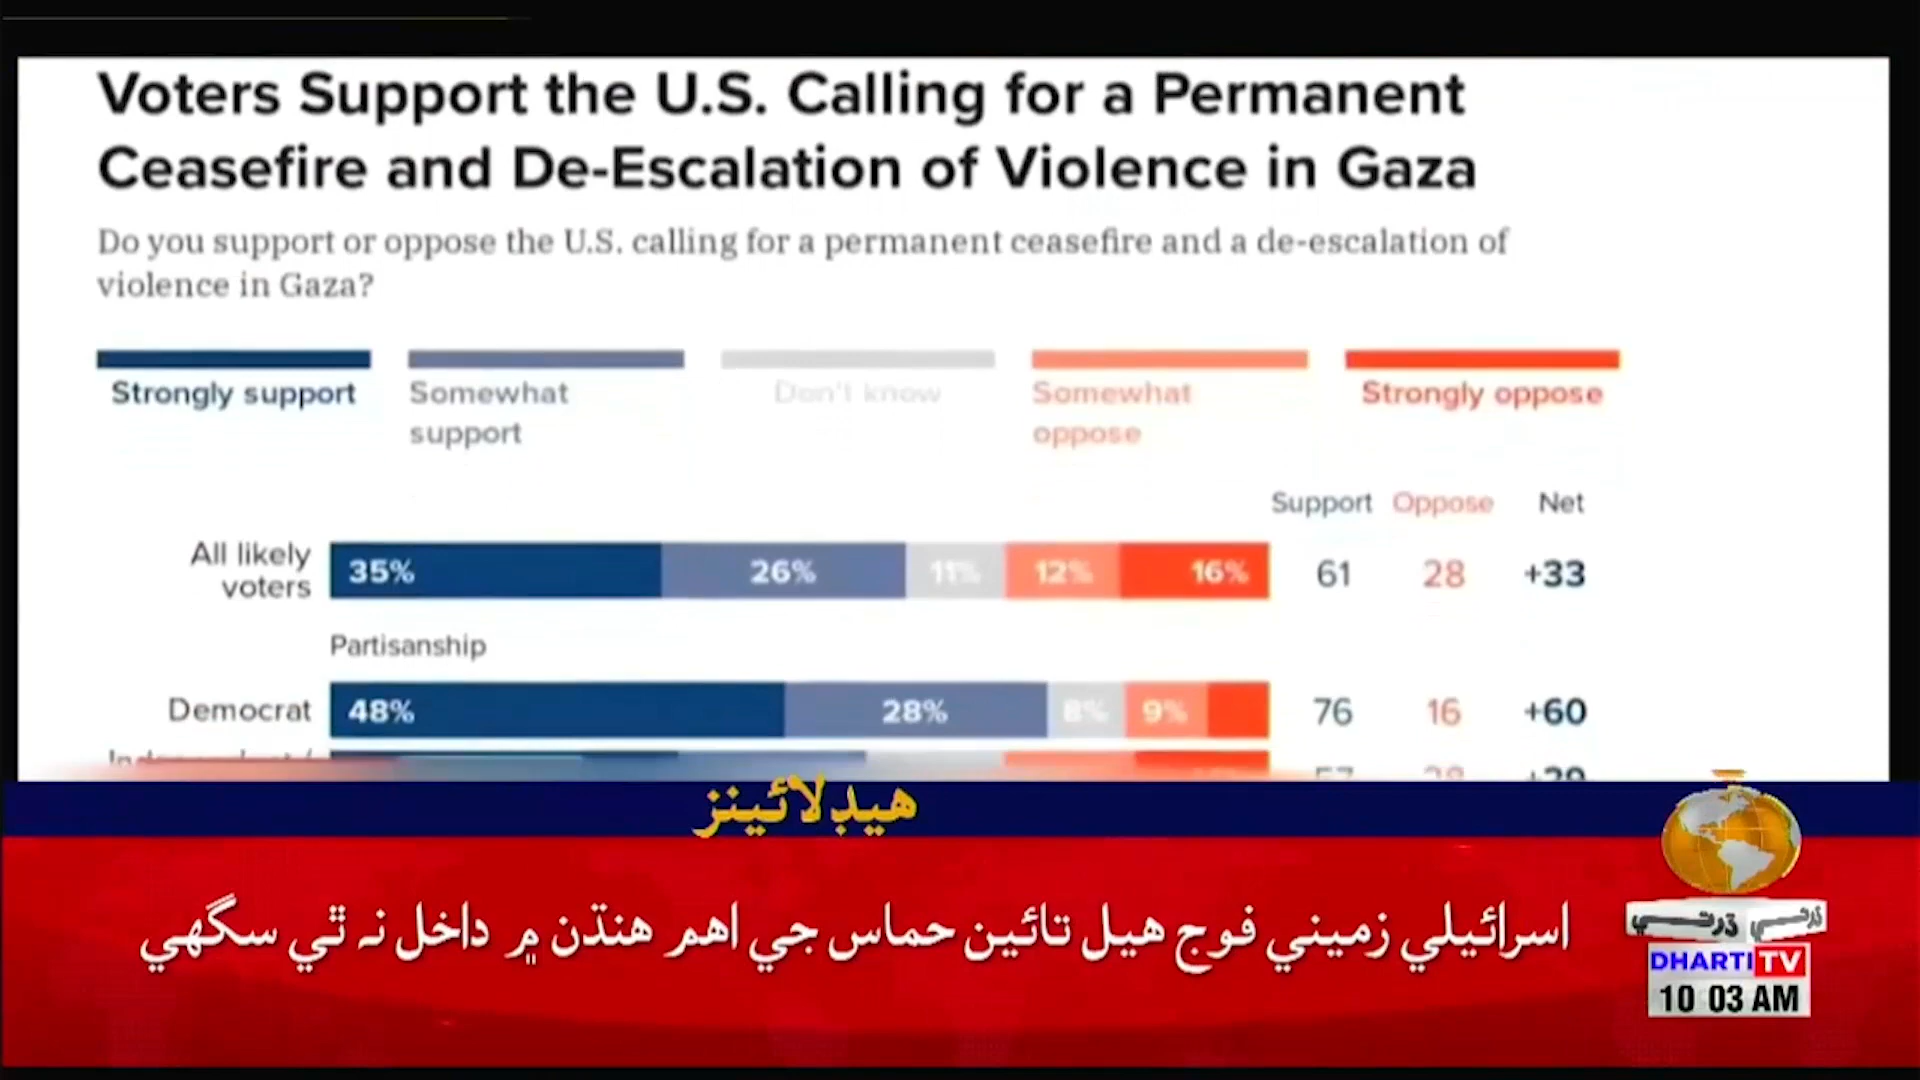 Voters Support the U.S. Calling for a Permanent
Ceasefire and De-Escalation of Violence in Gaza
Do you support or oppose the U.S. calling for a permanent ceasefire and a de-escalation of
violence in Gaza?
Strongly support
Somewhat
support
Don't know
Somewhat
oppose
Strongly oppose
Support Oppose Net
All likely
voters
35% 26% 11% 12% 16% 61 28 +33
Partisanship
Democrat 48% 28% 8% 9% 76 16 +60
هيڊلائينز
اسرائيلي زميني فوج هيل تائين حماس جي اهم هنڌن ۾ داخل نہ ٿي سگهي
DHARTI TV
10 03 AM